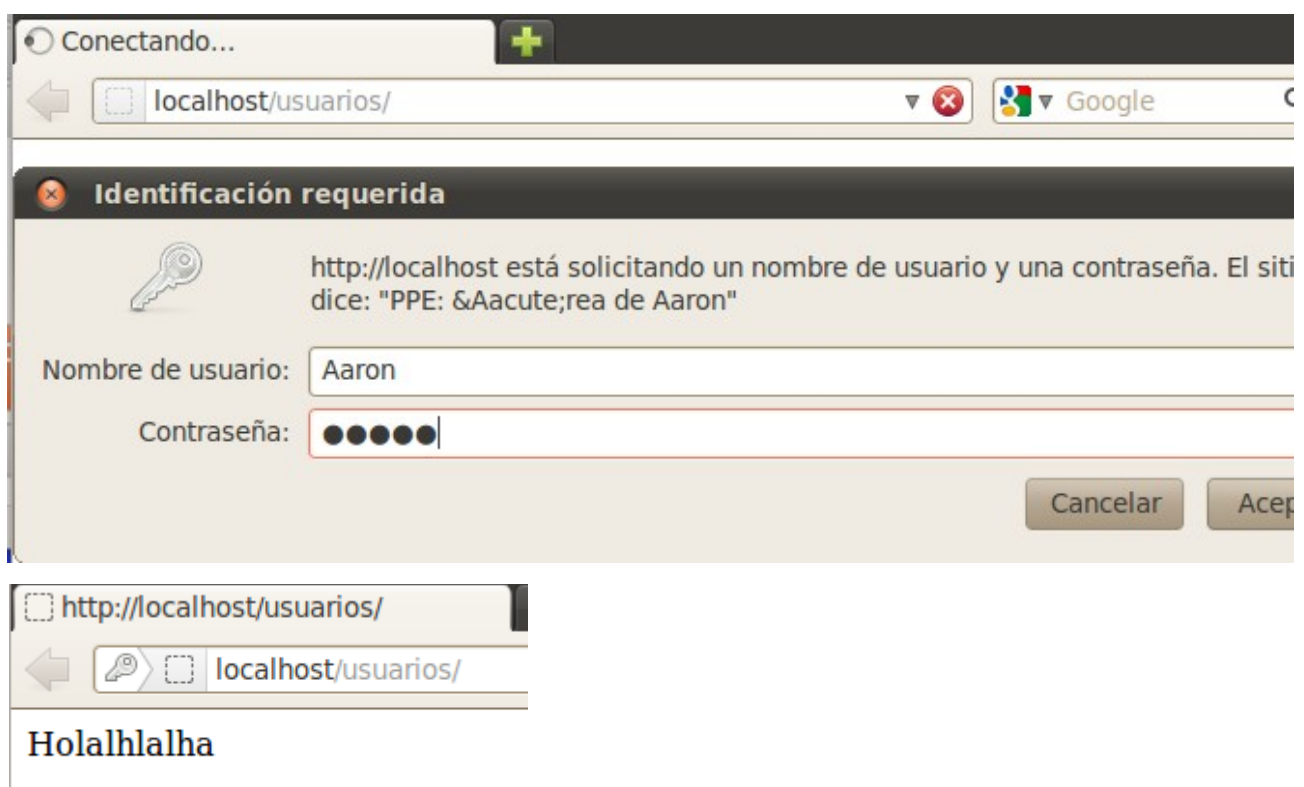 Conectando...
localhost/usuarios/
Google
Identificación requerida
http://localhost está solicitando un nombre de usuario y una contraseña. El siti
dice: "PPE: &Aacute;rea de Aaron"
Nombre de usuario: Aaron
Contraseña: ●●●●●
Cancelar Acep
http://localhost/usuarios/
localhost/usuarios/
Holalhlalha